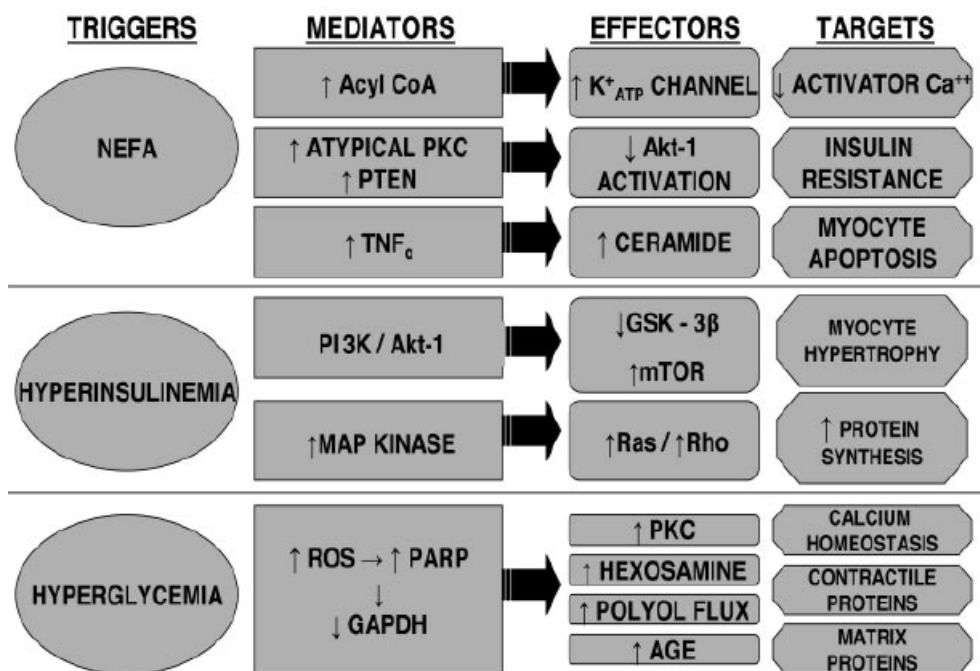 TRIGGERS MEDIATORS EFFECTORS TARGETS
NEFA
↑ Acyl CoA
↑ K+ATP CHANNEL
↓ ACTIVATOR Ca++
↑ ATYPICAL PKC
↑ PTEN
↓ Akt-1
ACTIVATION
INSULIN
RESISTANCE
↑ TNFα
↑ CERAMIDE
MYOCYTE
APOPTOSIS
HYPERINSULINEMIA
PI3K / Akt-1
↓GSK - 3β
↑mTOR
MYOCYTE
HYPERTROPHY
↑MAP KINASE
↑Ras / ↑Rho
↑ PROTEIN
SYNTHESIS
HYPERGLYCEMIA
↑ ROS → ↑ PARP
↓
↓ GAPDH
↑ PKC
↑ HEXOSAMINE
↑ POLYOL FLUX
↑ AGE
CALCIUM
HOMEOSTASIS
CONTRACTILE
PROTEINS
MATRIX
PROTEINS